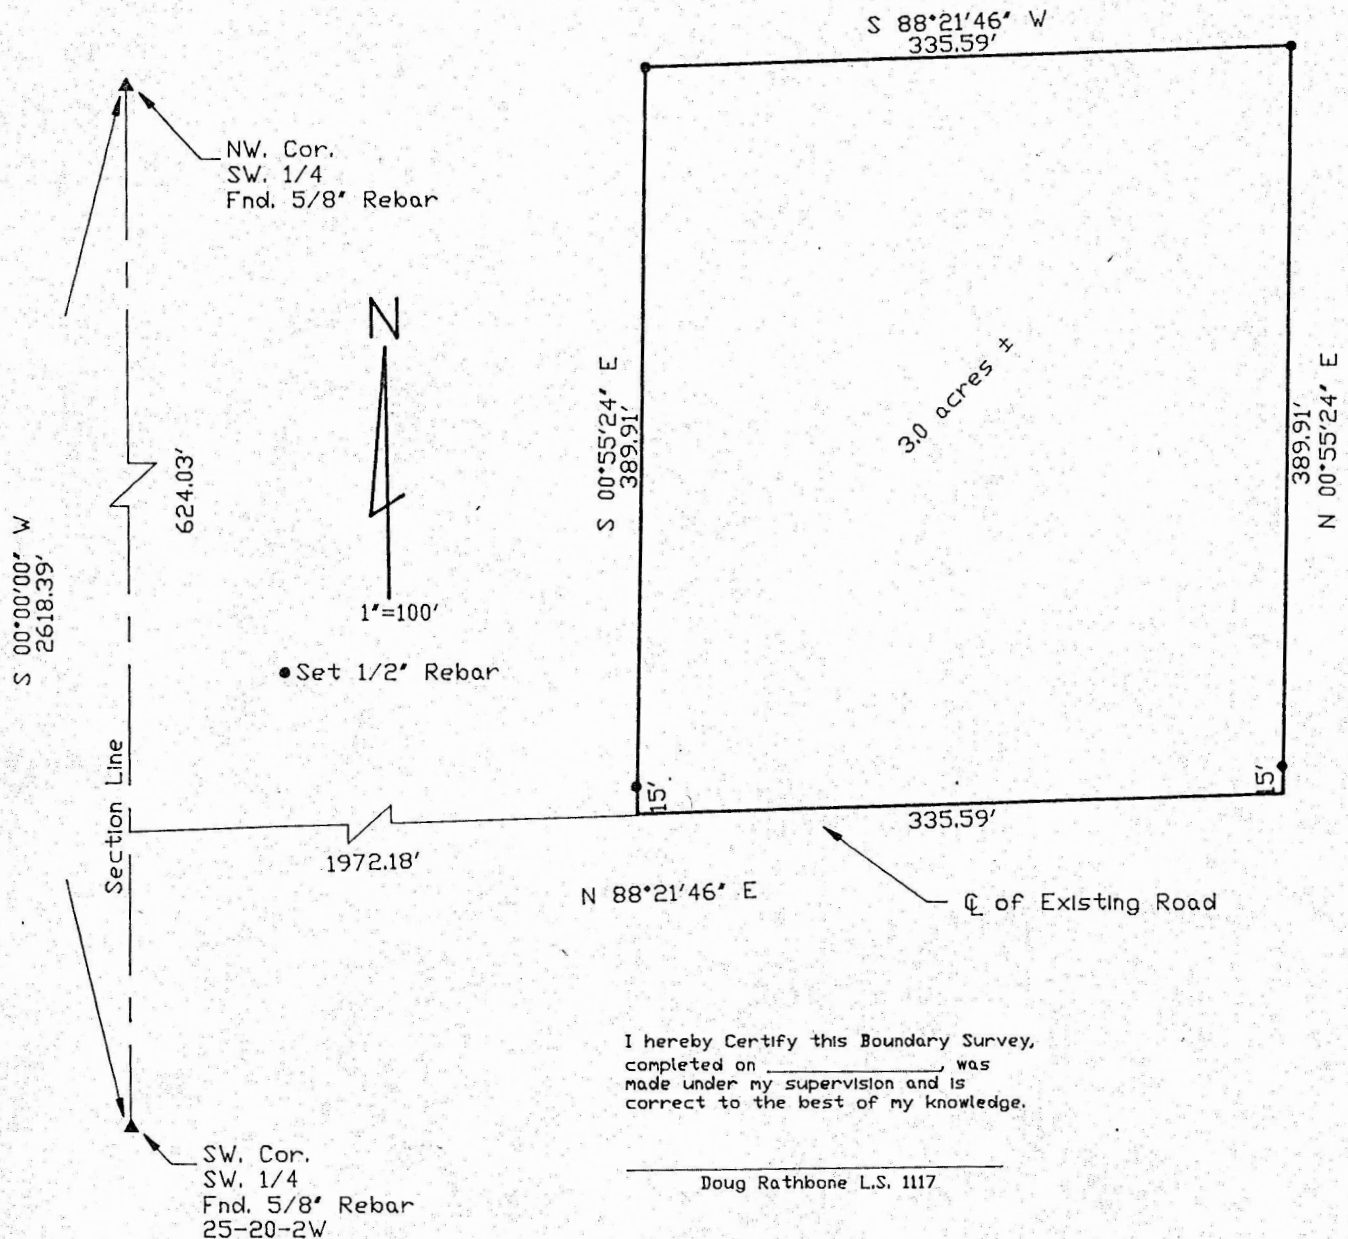 S 88°21'46" W
335.59'
NW. Cor.
SW. 1/4
Fnd. 5/8" Rebar
N
1"=100'
Set 1/2" Rebar
S 00°00'00" W
2618.39'
624.03'
Section Line
S 00°55'24" E
389.91'
3.0 acres ±
389.91'
N 00°55'24" E
15'
15'
335.59'
1972.18'
N 88°21'46" E
℄ of Existing Road
I hereby Certify this Boundary Survey,
completed on ____________, was
made under my supervision and is
correct to the best of my knowledge.
Doug Rathbone L.S. 1117
SW. Cor.
SW. 1/4
Fnd. 5/8" Rebar
25-20-2W